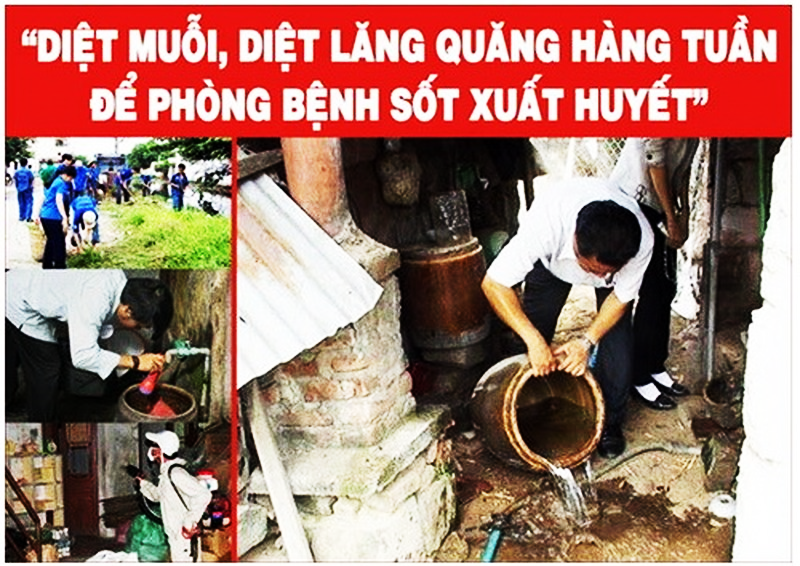 “DIỆT MUỖI, DIỆT LĂNG QUĂNG HÀNG TUẦN
ĐỂ PHÒNG BỆNH SỐT XUẤT HUYẾT”